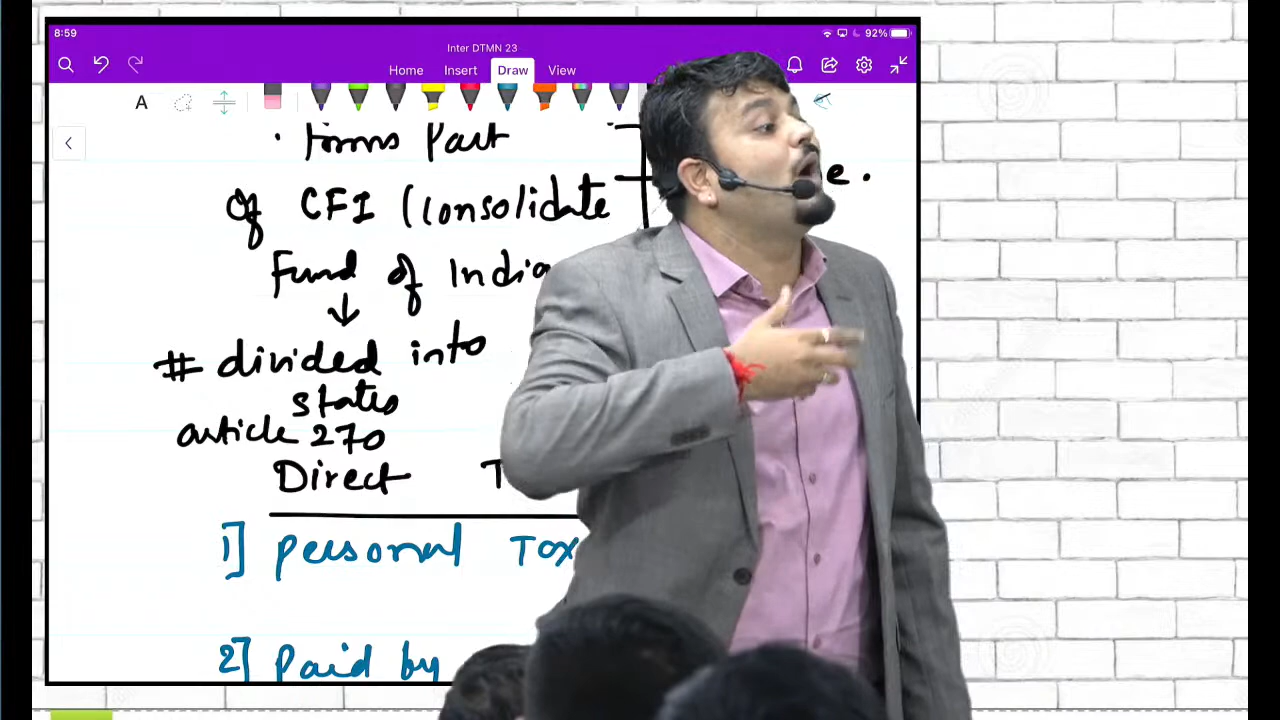 8:59
92%
Inter DTMN 23
Home Insert Draw View
A
• forms Part
of CFI (Consolidate
e.
Fund of India
↓
# divided into
states
article 270
Direct
1] Personal Tax
2] Paid by